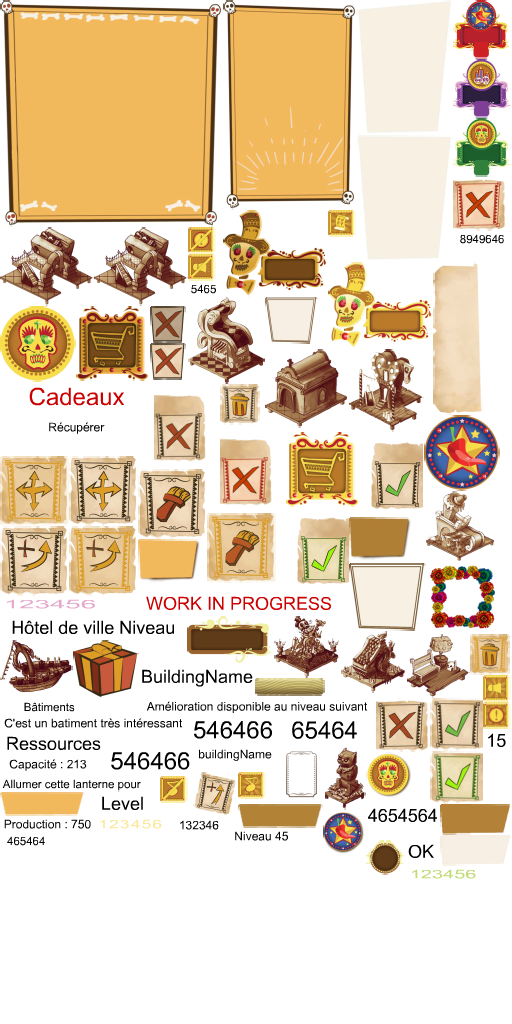 8949646
5465
Cadeaux
Récupérer
123456
WORK IN PROGRESS
Hôtel de ville Niveau
BuildingName
Bâtiments
Amélioration disponible au niveau suivant
C'est un batiment très intéressant
546466
65464
15
Ressources
buildingName
Capacité : 213
546466
Allumer cette lanterne pour
Level
4654564
Production : 750
123456
132346
Niveau 45
465464
OK
123456